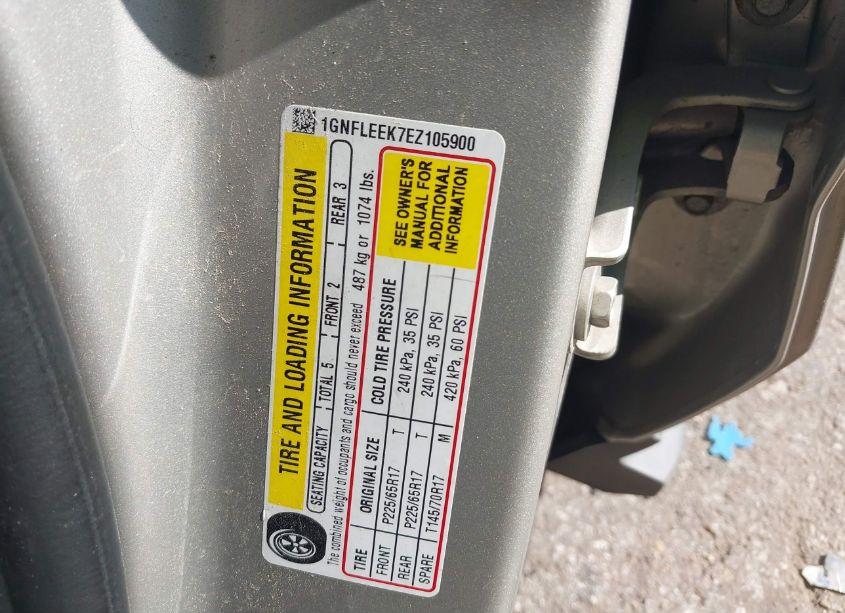 1GNFLEEK7EZ105900
TIRE AND LOADING INFORMATION
SEATING CAPACITY TOTAL 5 FRONT 2 REAR 3
The combined weight of occupants and cargo should never exceed 487 kg or 1074 lbs.
TIRE ORIGINAL SIZE COLD TIRE PRESSURE
FRONT P225/65R17 T 240 kPa, 35 PSI
REAR P225/65R17 T 240 kPa, 35 PSI
SPARE T145/70R17 M 420 kPa, 60 PSI
SEE OWNER'S
MANUAL FOR
ADDITIONAL
INFORMATION